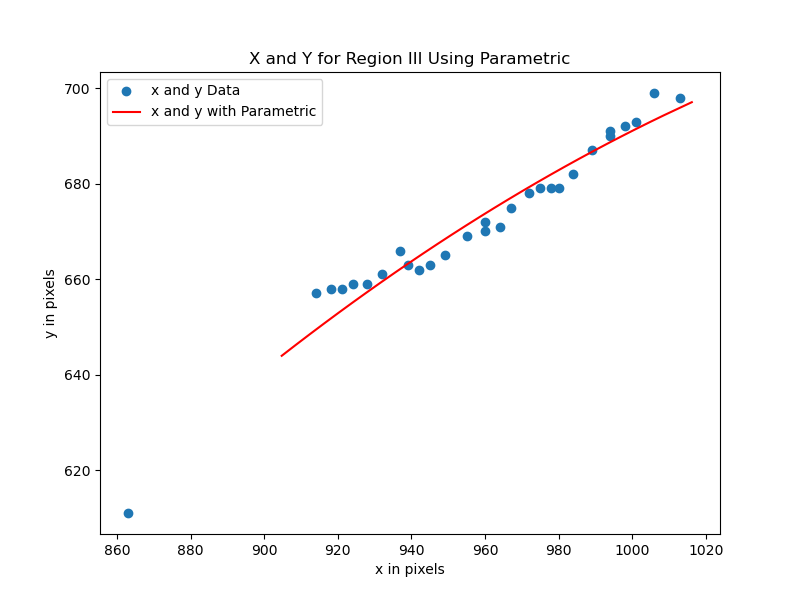 X and Y for Region III Using Parametric
x and y Data
x and y with Parametric
700
680
660
640
620
y in pixels
860 880 900 920 940 960 980 1000 1020
x in pixels